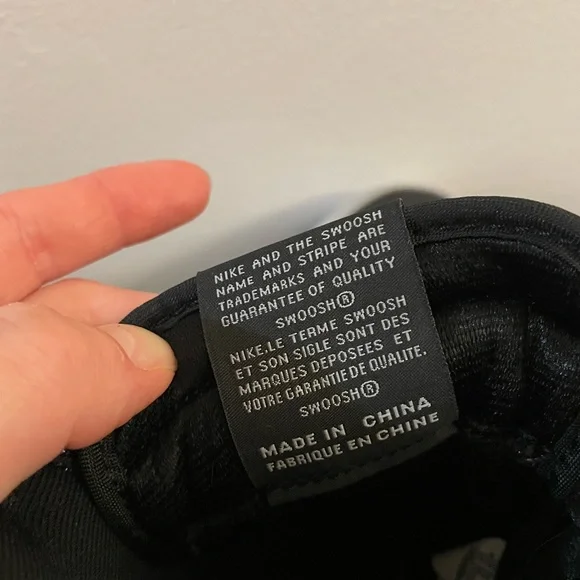 NIKE AND THE SWOOSH
NAME AND STRIPE ARE
TRADEMARKS AND YOUR
GUARANTEE OF QUALITY
SWOOSH®
NIKE.LE TERME SWOOSH
ET SON SIGLE SONT DES
MARQUES DEPOSEES ET
VOTRE GARANTIE DE QUALITE.
SWOOSH®
MADE IN CHINA
FABRIQUE EN CHINE